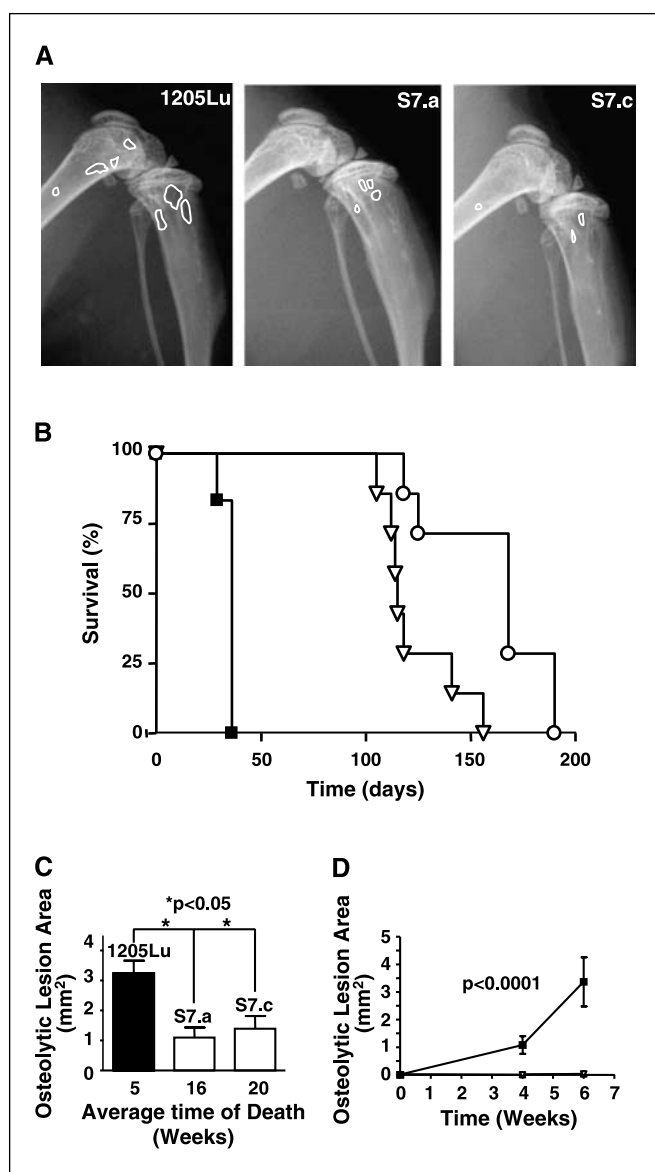 A
1205Lu
S7.a
S7.c
B
Survival (%)
100
75
50
25
0
0 50 100 150 200
Time (days)
C
Osteolytic Lesion Area
(mm²)
*p<0.05
* *
4
3
2
1
0
1205Lu
S7.a
S7.c
5 16 20
Average time of Death
(Weeks)
D
Osteolytic Lesion Area
(mm²)
5
4
3
2
1
0
p<0.0001
0 1 2 3 4 5 6 7
Time (Weeks)